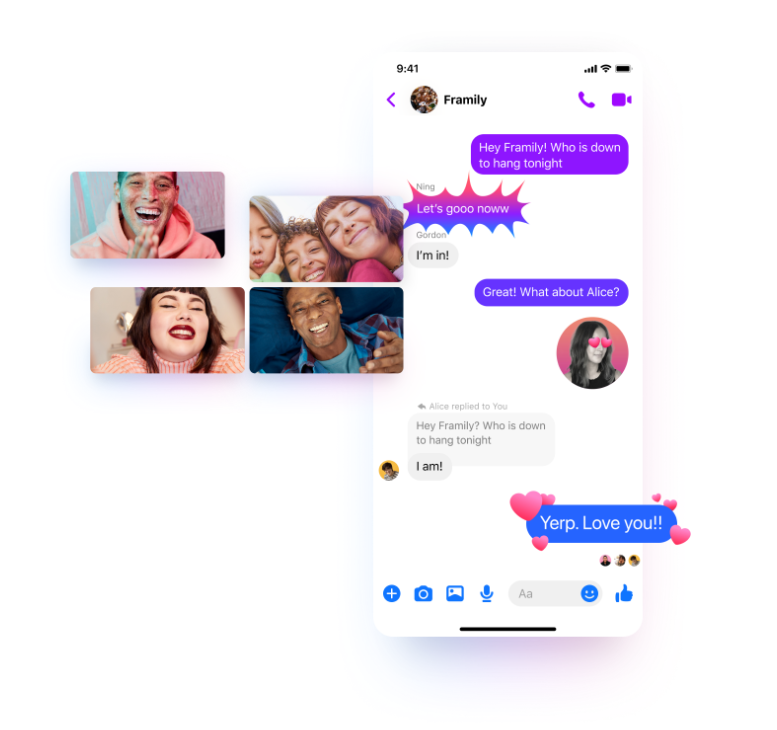 9:41
Framily
Hey Framily! Who is down
to hang tonight
Ning
Let's gooo noww
Gordon
I'm in!
Great! What about Alice?
Alice replied to You
Hey Framily? Who is down
to hang tonight
I am!
Yerp. Love you!!
Aa